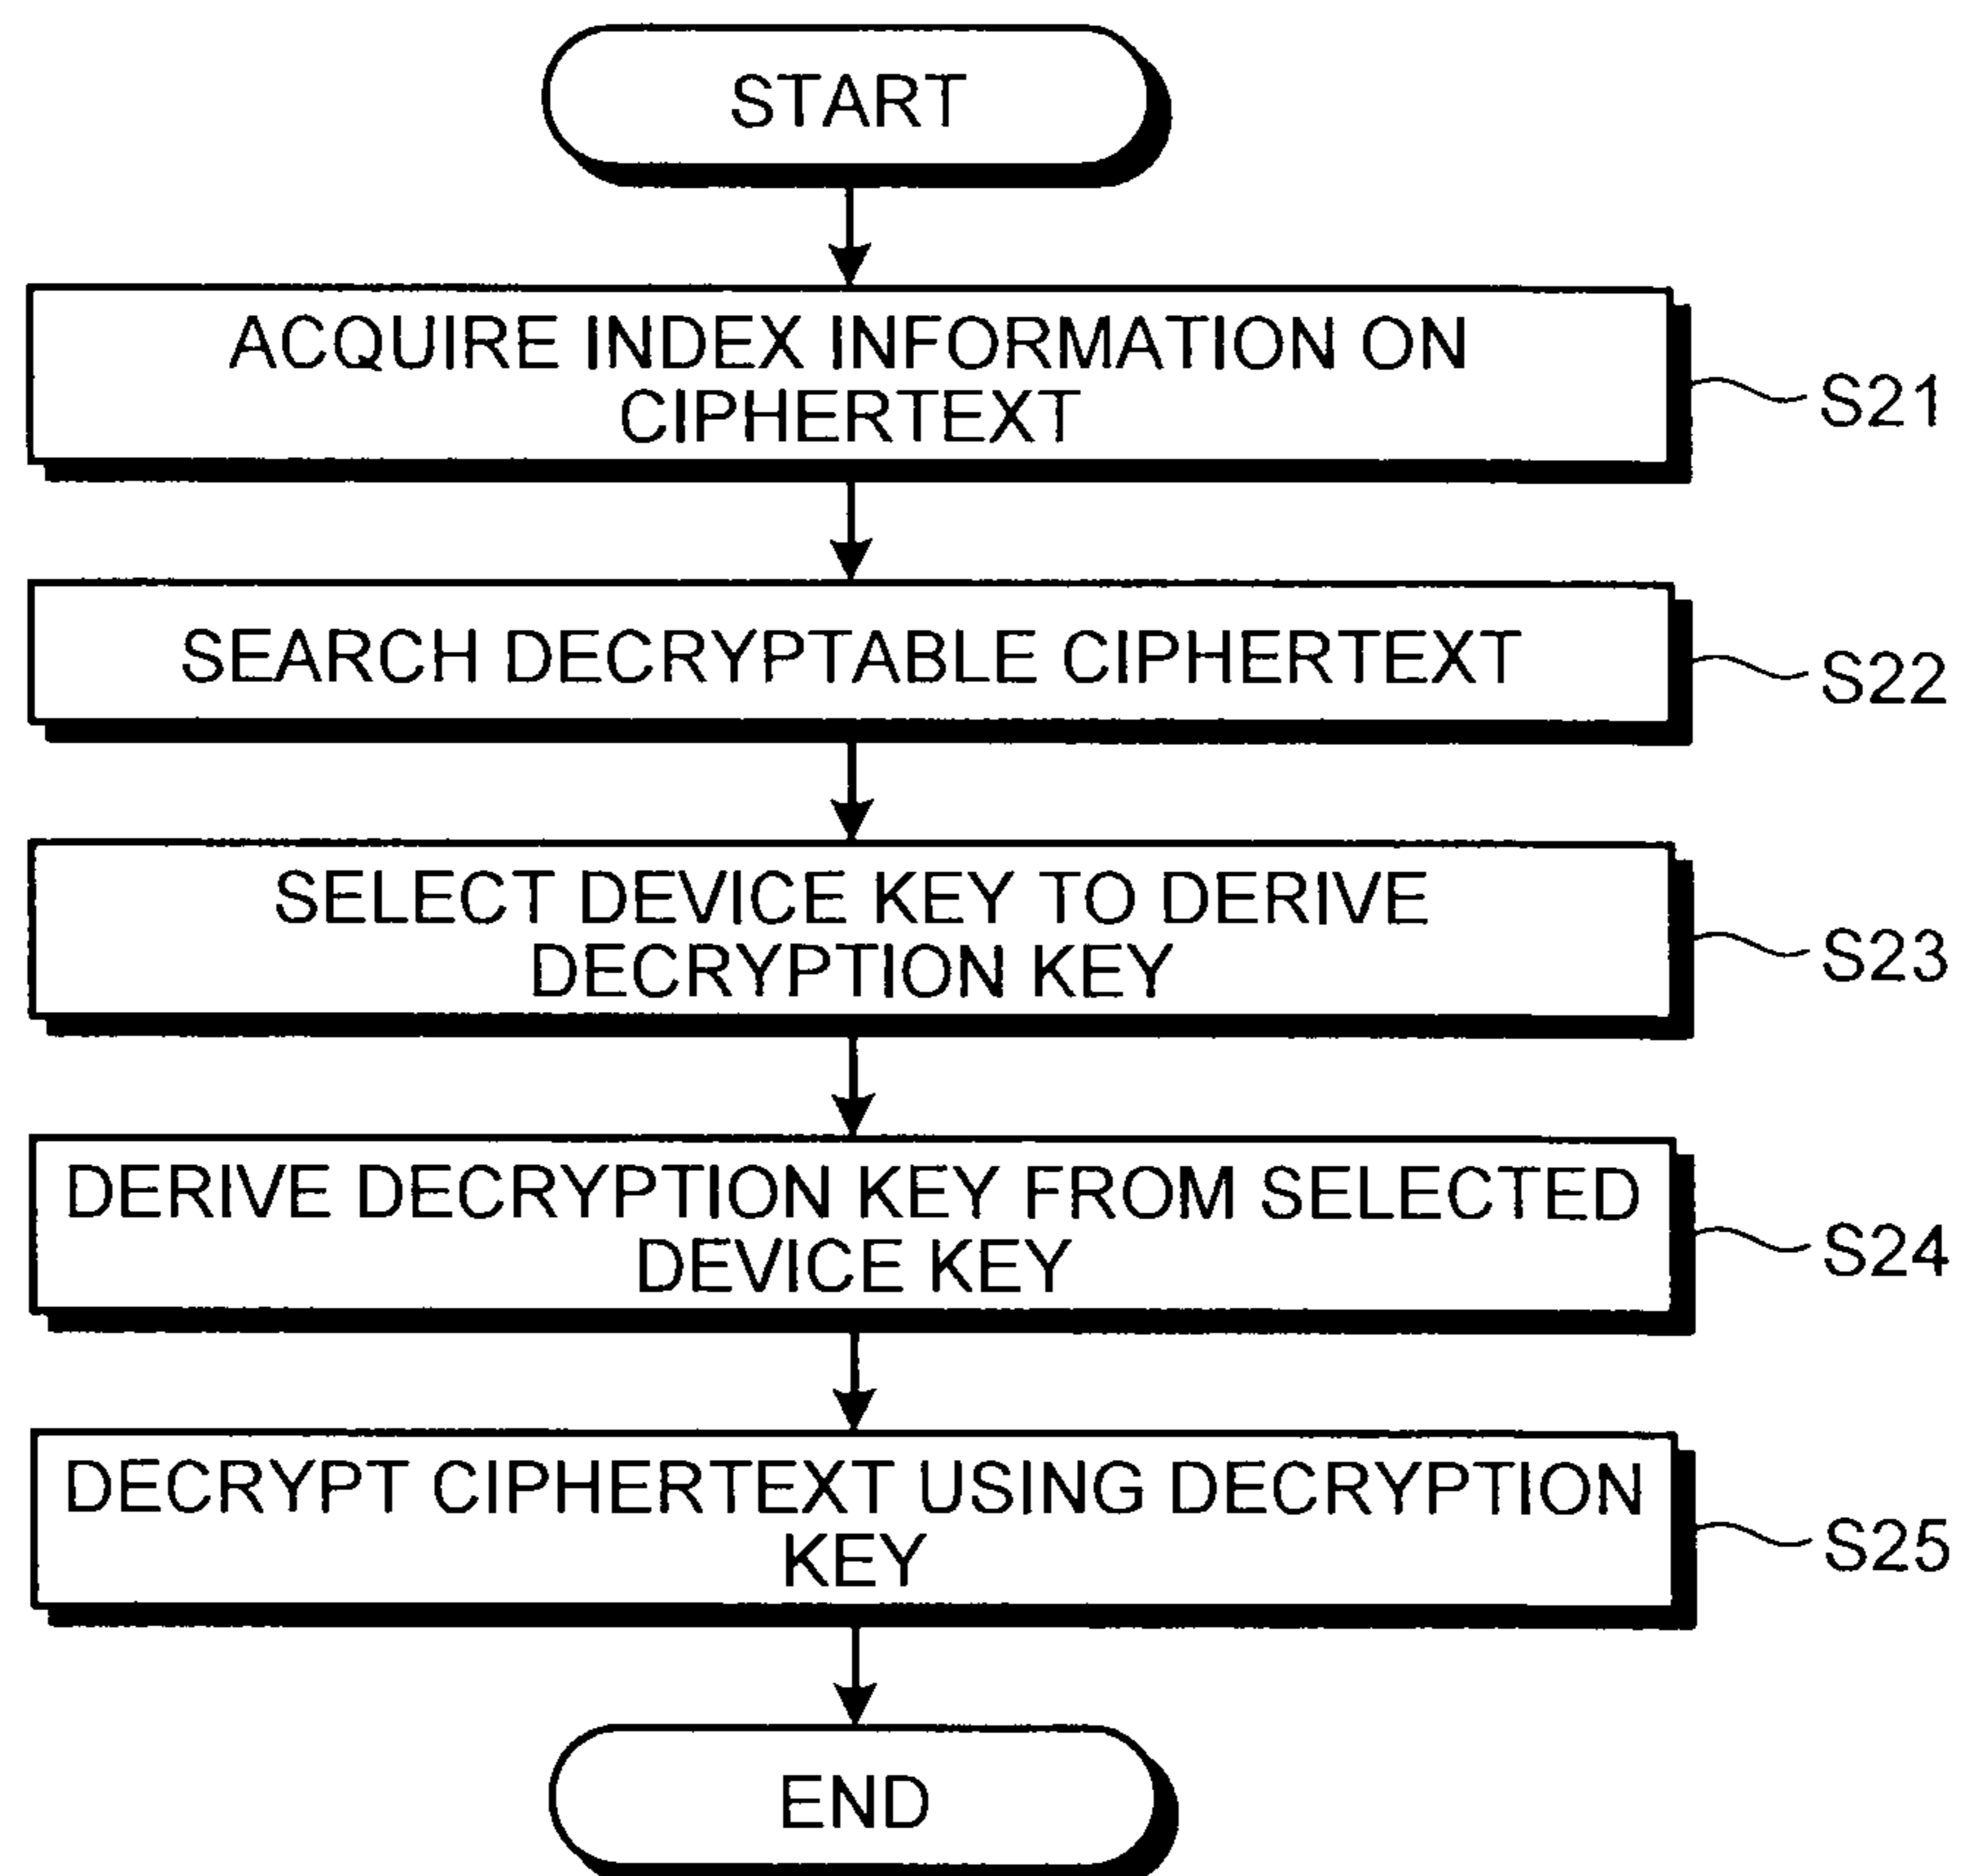 START
ACQUIRE INDEX INFORMATION ON
CIPHERTEXT
S21
SEARCH DECRYPTABLE CIPHERTEXT
S22
SELECT DEVICE KEY TO DERIVE
DECRYPTION KEY
S23
DERIVE DECRYPTION KEY FROM SELECTED
DEVICE KEY
S24
DECRYPT CIPHERTEXT USING DECRYPTION
KEY
S25
END